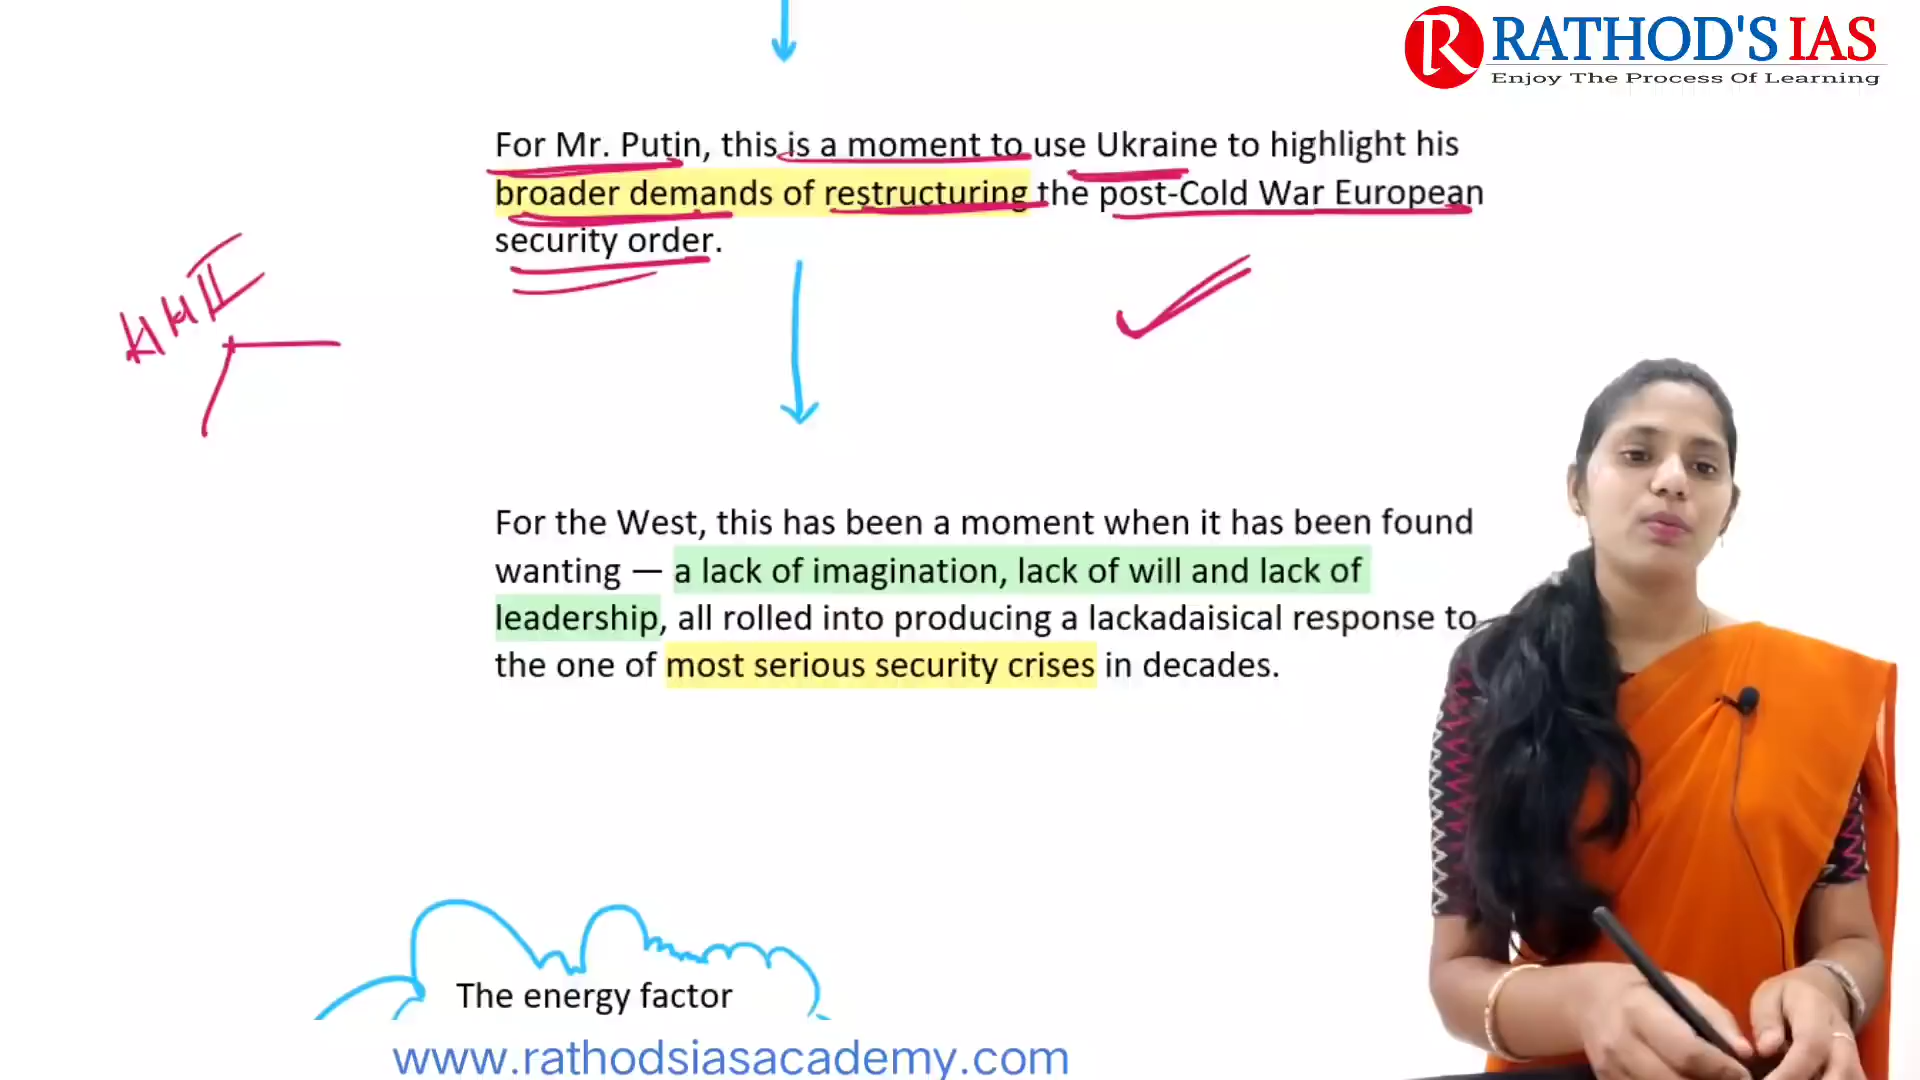 RATHOD'S IAS
Enjoy The Process Of Learning
For Mr. Putin, this is a moment to use Ukraine to highlight his
broader demands of restructuring the post-Cold War European
security order.
For the West, this has been a moment when it has been found
wanting — a lack of imagination, lack of will and lack of
leadership, all rolled into producing a lackadaisical response to
the one of most serious security crises in decades.
The energy factor
www.rathodsiasacademy.com